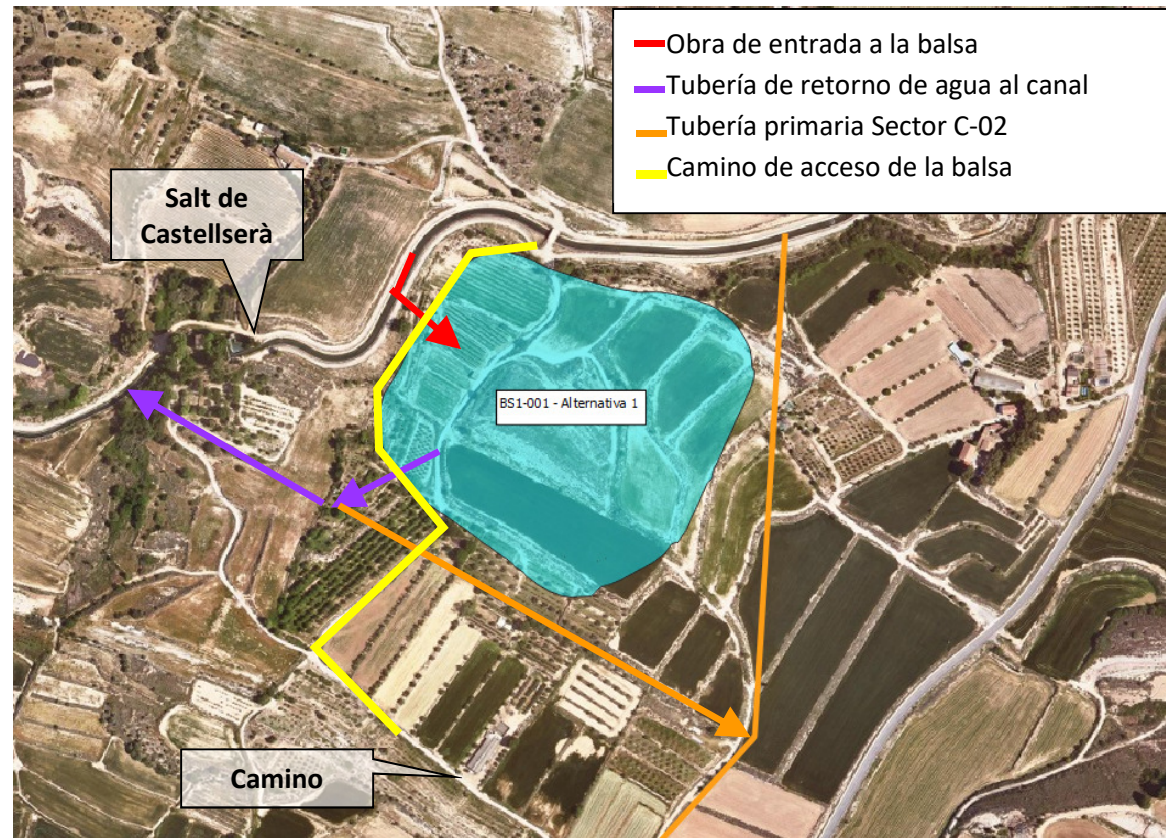 Obra de entrada a la balsa
Tubería de retorno de agua al canal
Tubería primaria Sector C-02
Camino de acceso de la balsa
Salt de
Castellserà
BS1-001 - Alternativa 1
Camino